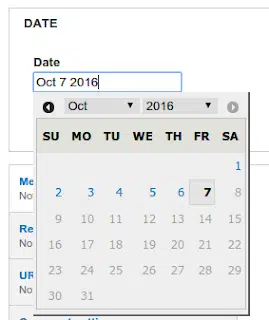 DATE
Date
Oct 7 2016
Oct 2016
SU MO TU WE TH FR SA
1
2 3 4 5 6 7 8
9 10 11 12 13 14 15
16 17 18 19 20 21 22
23 24 25 26 27 28 29
30 31
Me
No
Re
No
UR
No